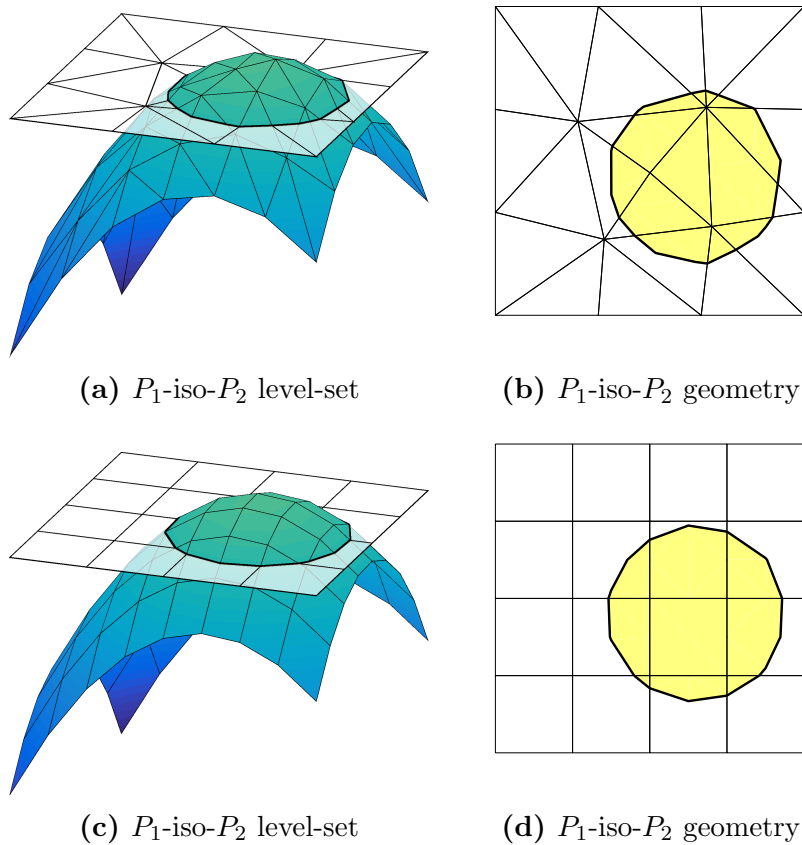 (a) P₁-iso-P₂ level-set
(b) P₁-iso-P₂ geometry
(c) P₁-iso-P₂ level-set
(d) P₁-iso-P₂ geometry